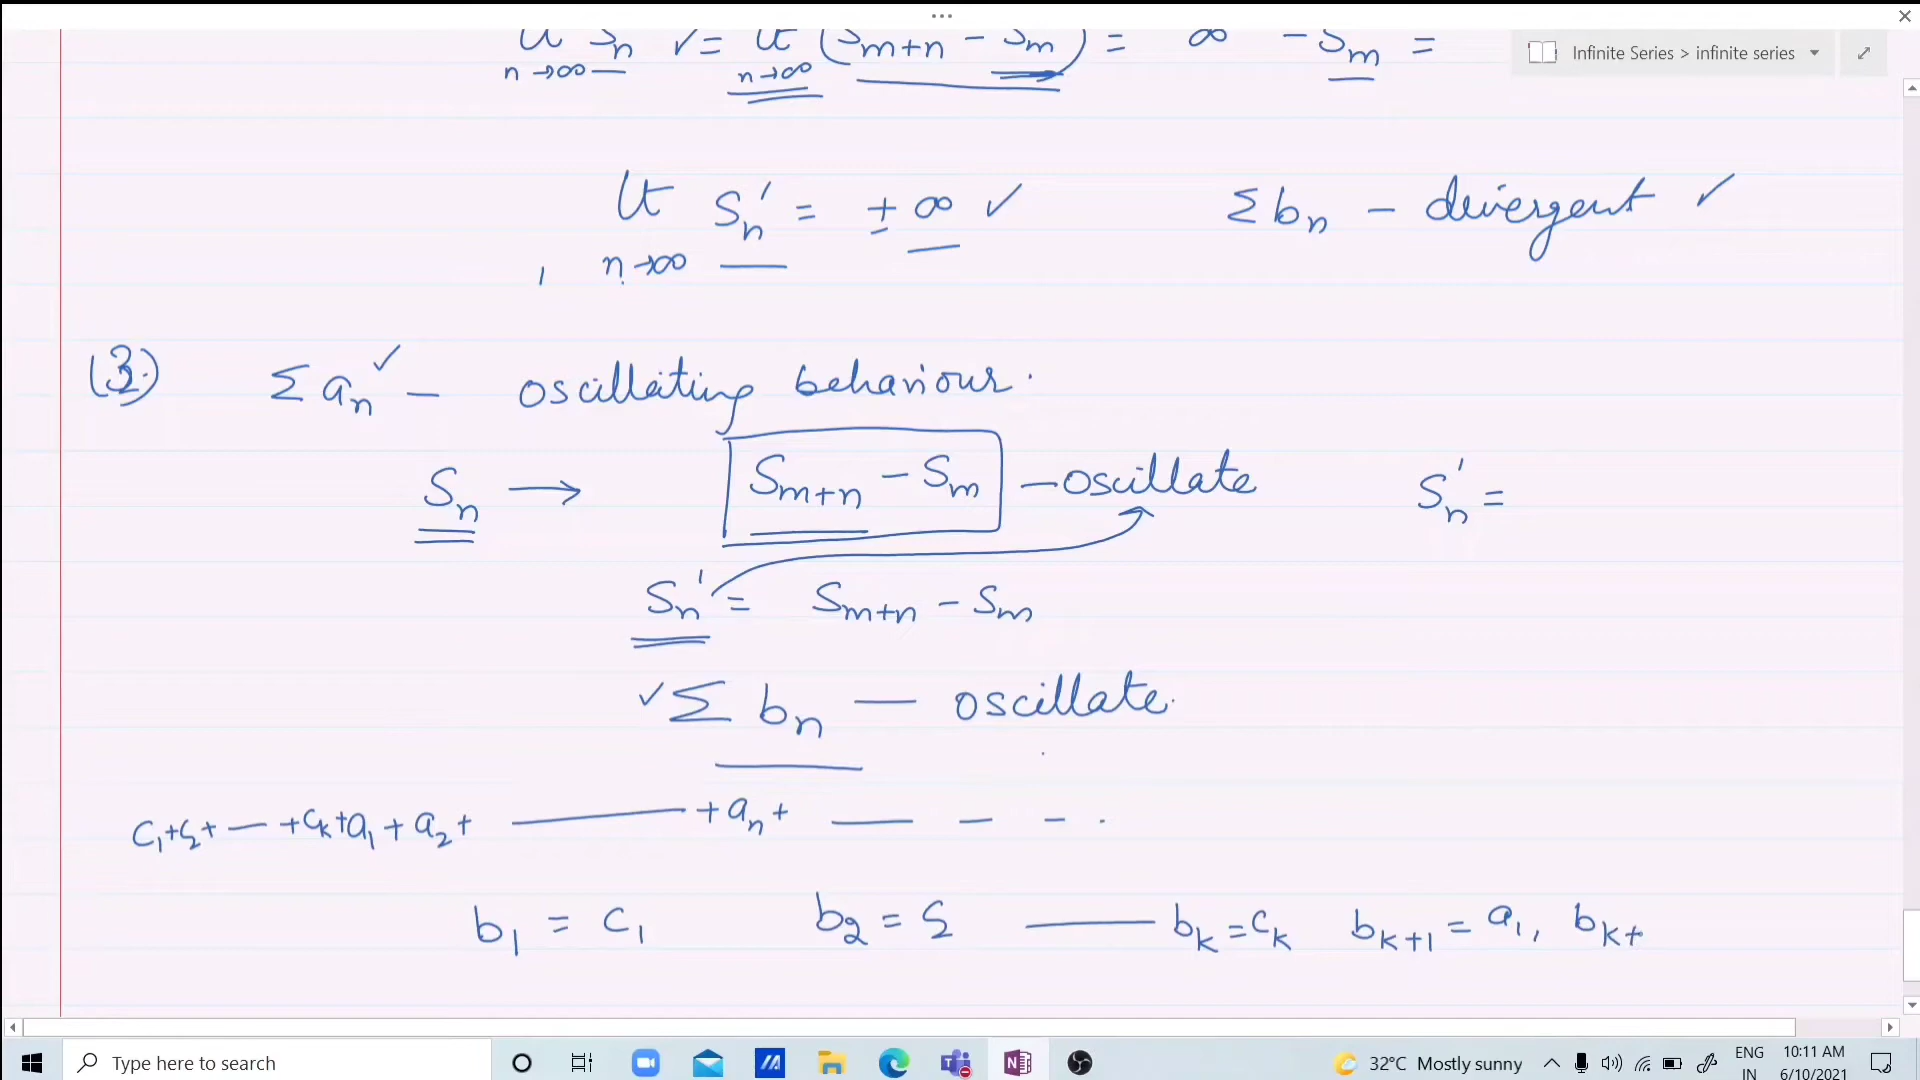 lt Sn ✓= lt (Sm+n - Sm) = ∞ - Sm =
n→∞ n→∞
Infinite Series > infinite series
lt Sn' = ± ∞ ✓ Σbn - divergent ✓
n→∞
(3.) Σan ✓ - oscillating behaviour.
Sn → Sm+n - Sm - oscillate Sn' =
Sn' = Sm+n - Sm
✓ Σ bn — oscillate.
C1+C2+ — +Ck+a1+a2+ ——— +an+ — — - .
b1 = C1 b2 = C2 —— bk=Ck bk+1 = a1, bk+
Type here to search
32°C Mostly sunny
ENG
IN
10:11 AM
6/10/2021